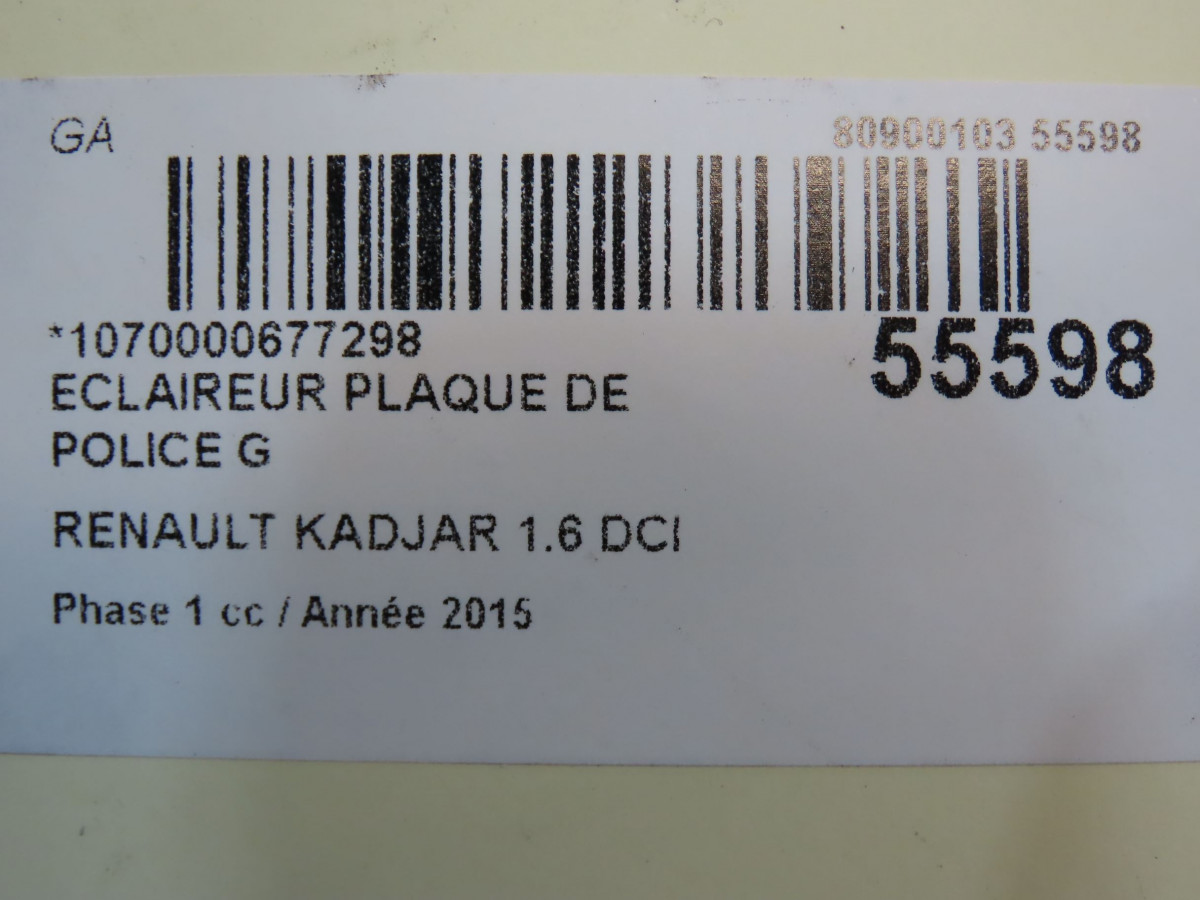 GA
80900103 55598
*1070000677298
55598
ECLAIREUR PLAQUE DE
POLICE G
RENAULT KADJAR 1.6 DCI
Phase 1 cc / Année 2015